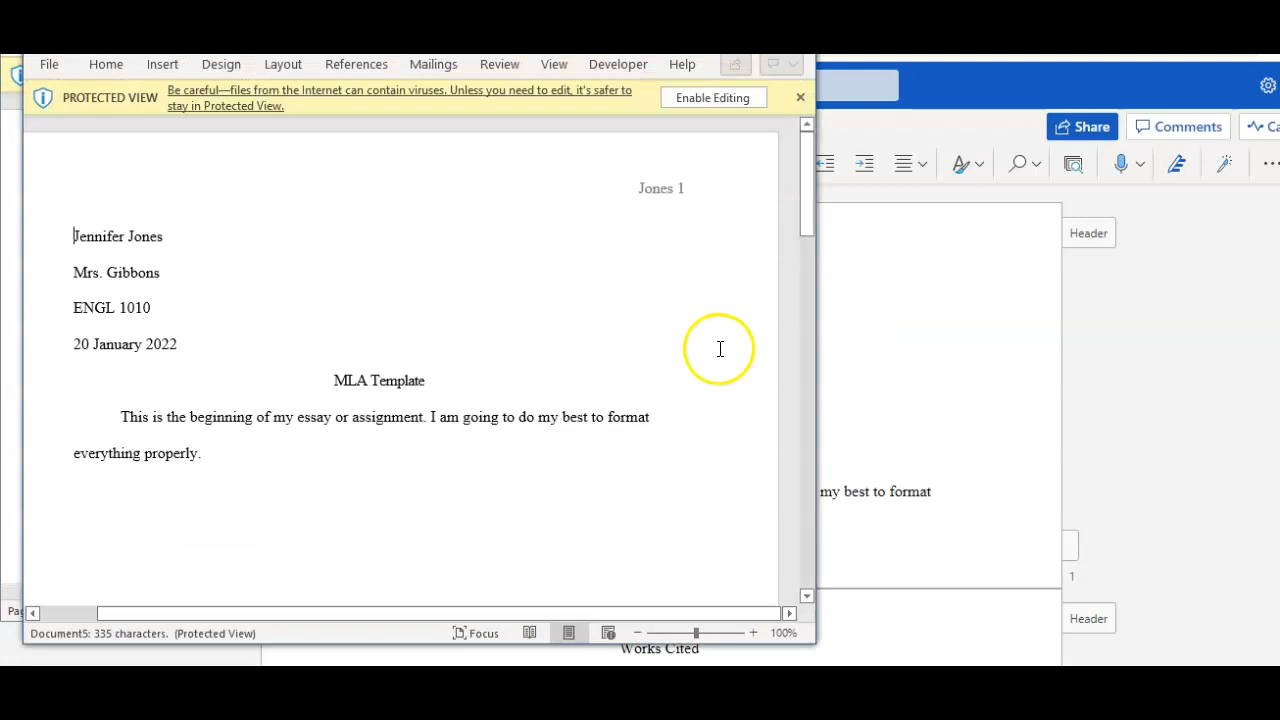 File Home Insert Design Layout References Mailings Review View Developer Help
PROTECTED VIEW Be careful—files from the Internet can contain viruses. Unless you need to edit, it's safer to
stay in Protected View.
Enable Editing
Share Comments
Jones 1
Jennifer Jones
Mrs. Gibbons
ENGL 1010
20 January 2022
MLA Template
This is the beginning of my essay or assignment. I am going to do my best to format
everything properly.
Header
my best to format
1
Header
Document5: 335 characters. (Protected View) Focus 100%
Works Cited